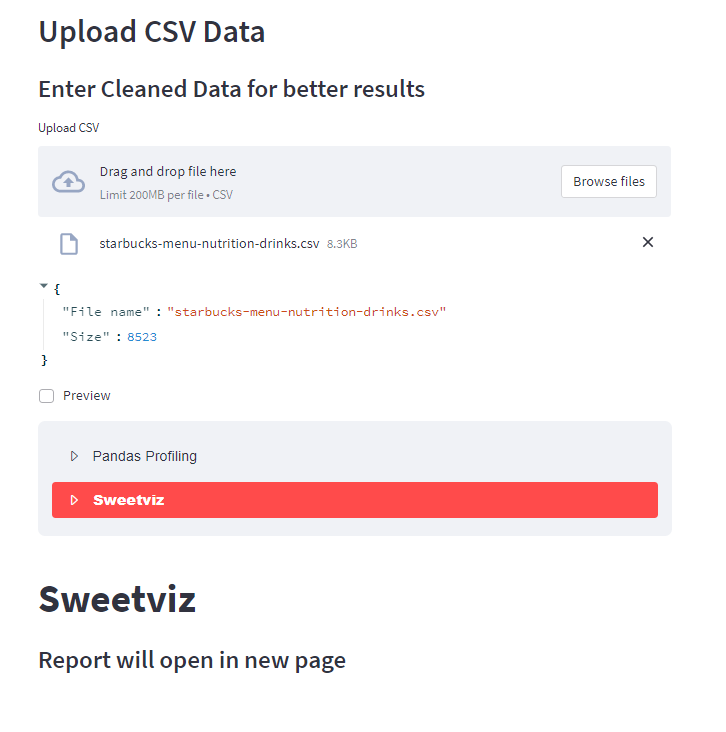 Upload CSV Data
Enter Cleaned Data for better results
Upload CSV
Drag and drop file here
Limit 200MB per file • CSV
Browse files
starbucks-menu-nutrition-drinks.csv 8.3KB
{
"File name" : "starbucks-menu-nutrition-drinks.csv"
"Size" : 8523
}
Preview
Pandas Profiling
Sweetviz
Sweetviz
Report will open in new page